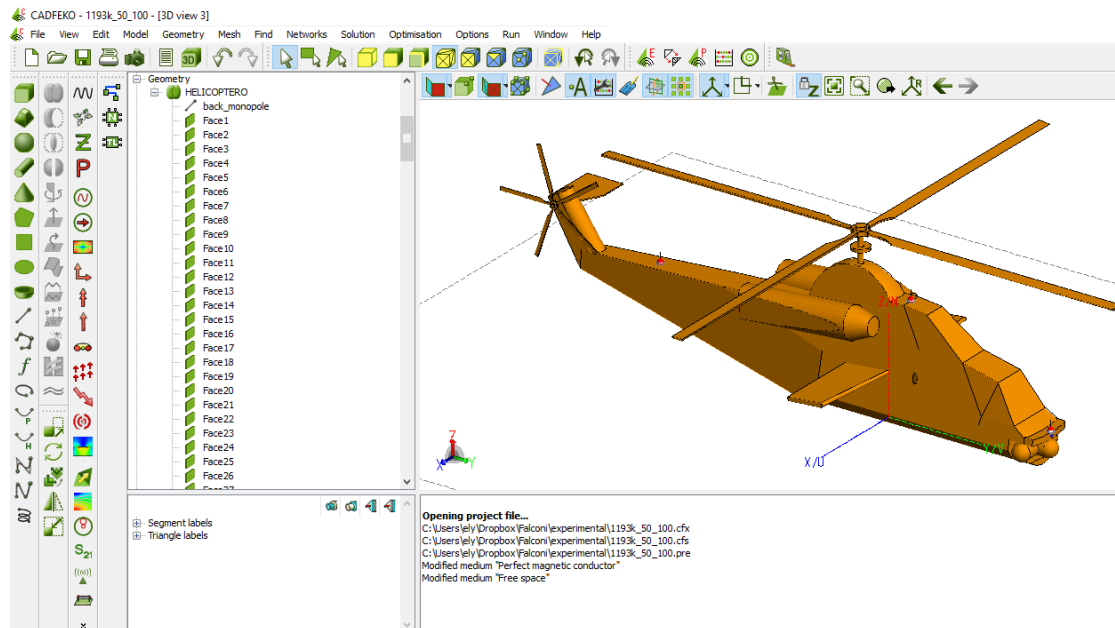 CADFEKO - 1193k_50_100 - [3D view 3]
File View Edit Model Geometry Mesh Find Networks Solution Optimisation Options Run Window Help
3D
E
P
A
Z
R
Geometry
HELICOPTERO
back_monopole
Face1
Face2
Face3
Face4
Face5
Face6
Face7
Face8
Face9
Face10
Face11
Face12
Face13
Face14
Face15
Face16
Face17
Face18
Face19
Face20
Face21
Face22
Face23
Face24
Face25
Face26
Face27
N
TL
Z
P
f
P
H
N
N
S21
X/U
Y/V
Z
X
Y
Segment labels
Triangle labels
Opening project file...
C:\Users\ely\Dropbox\Falconi\experimental\1193k_50_100.cfx
C:\Users\ely\Dropbox\Falconi\experimental\1193k_50_100.cfs
C:\Users\ely\Dropbox\Falconi\experimental\1193k_50_100.pre
Modified medium "Perfect magnetic conductor"
Modified medium "Free space"